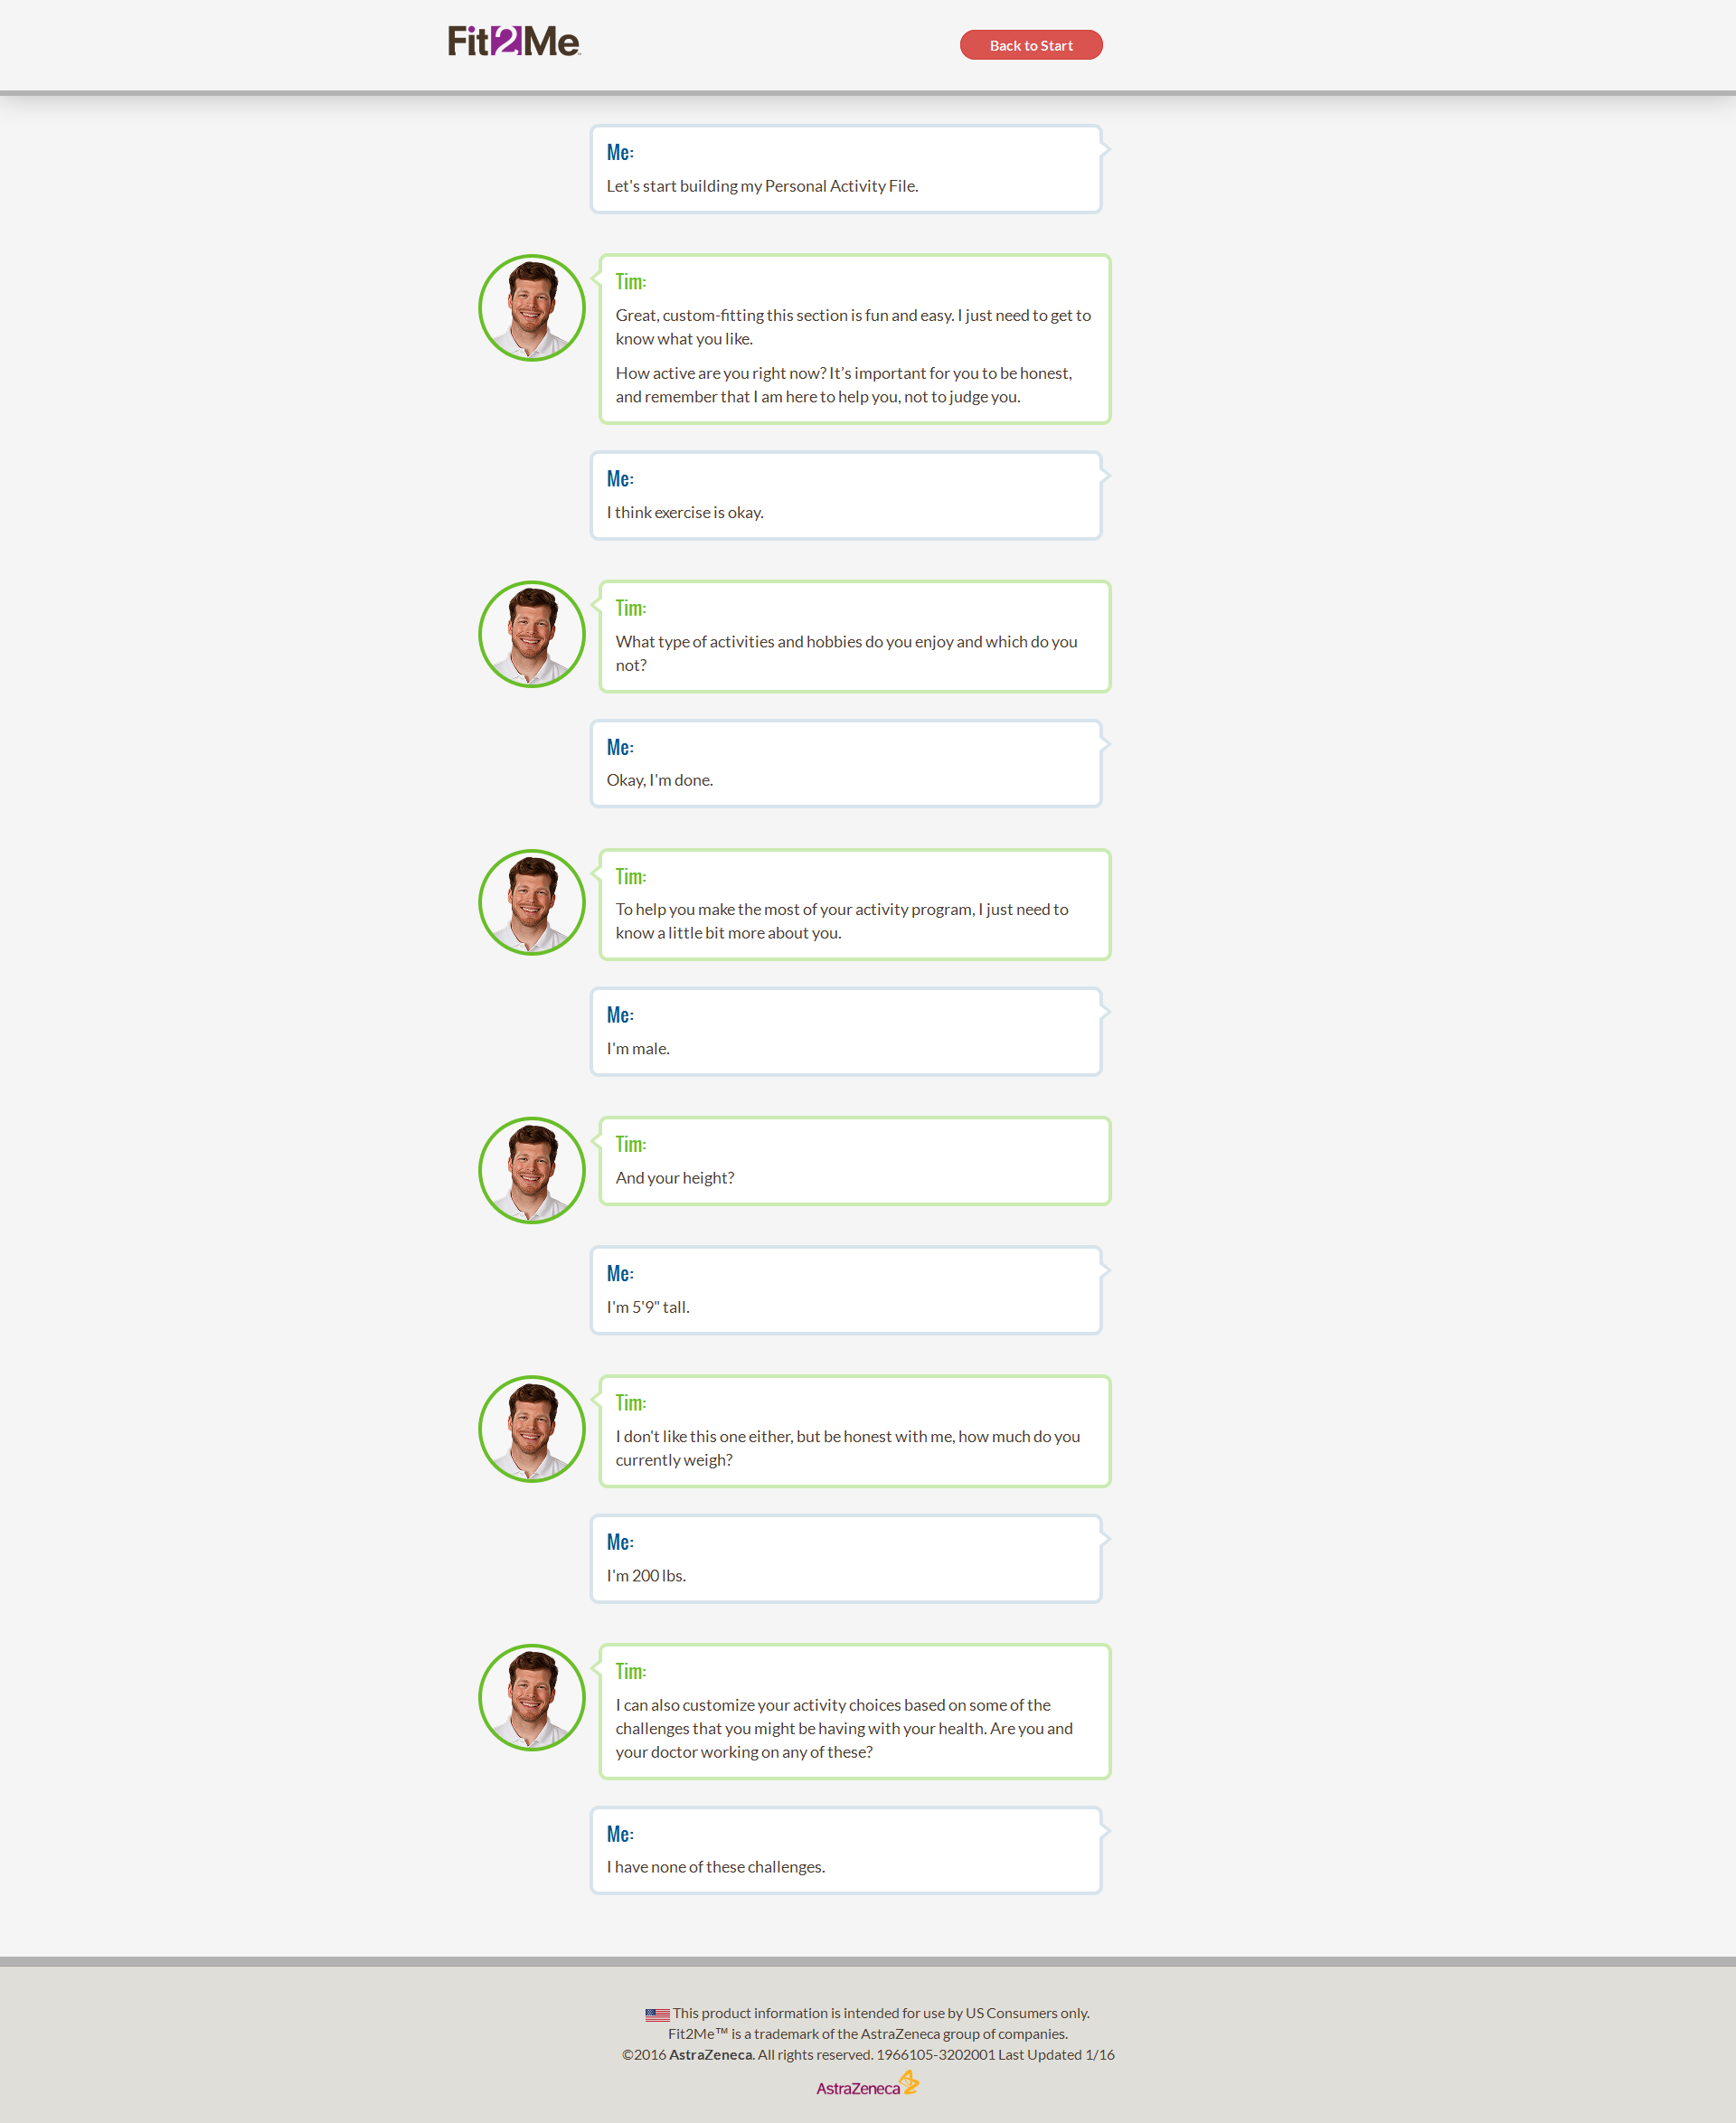 Fit2Me
Back to Start
Me:
Let's start building my Personal Activity File.
Tim:
Great, custom-fitting this section is fun and easy. I just need to get to
know what you like.
How active are you right now? It’s important for you to be honest,
and remember that I am here to help you, not to judge you.
Me:
I think exercise is okay.
Tim:
What type of activities and hobbies do you enjoy and which do you
not?
Me:
Okay, I'm done.
Tim:
To help you make the most of your activity program, I just need to
know a little bit more about you.
Me:
I'm male.
Tim:
And your height?
Me:
I'm 5'9" tall.
Tim:
I don't like this one either, but be honest with me, how much do you
currently weigh?
Me:
I'm 200 lbs.
Tim:
I can also customize your activity choices based on some of the
challenges that you might be having with your health. Are you and
your doctor working on any of these?
Me:
I have none of these challenges.
This product information is intended for use by US Consumers only.
Fit2Me™ is a trademark of the AstraZeneca group of companies.
©2016 AstraZeneca. All rights reserved. 1966105-3202001 Last Updated 1/16
AstraZeneca